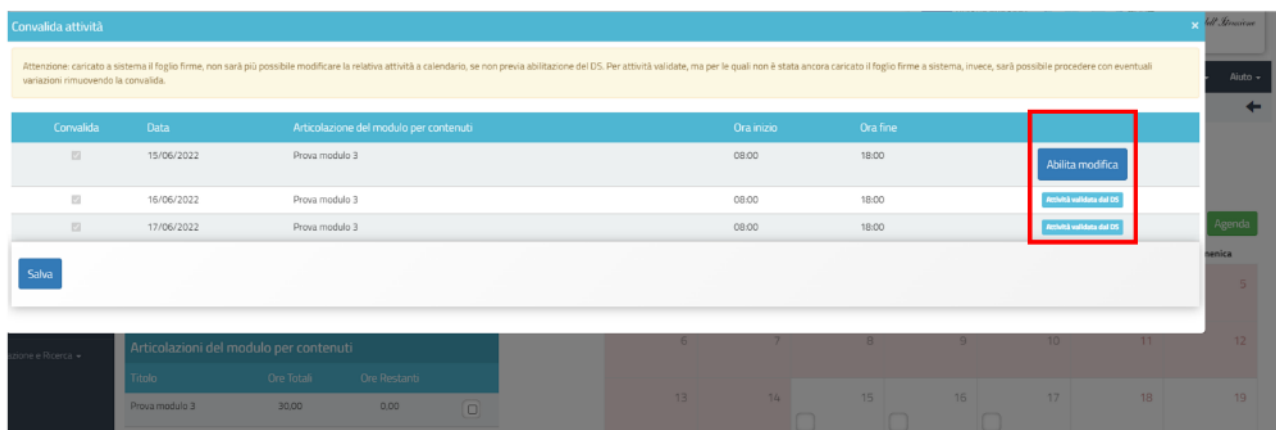 Convalida attività ×
dell'Istruzione
Attenzione: caricato a sistema il foglio firme, non sarà più possibile modificare la relativa attività a calendario, se non previa abilitazione del DS. Per attività validate, ma per le quali non è stata ancora caricato il foglio firme a sistema, invece, sarà possibile procedere con eventuali
variazioni rimuovendo la convalida.
Aiuto
Convalida Data Articolazione del modulo per contenuti Ora inizio Ora fine
15/06/2022 Prova modulo 3 08:00 18:00 Abilita modifica
16/06/2022 Prova modulo 3 08:00 18:00 Attività validata dal DS
17/06/2022 Prova modulo 3 08:00 18:00 Attività validata dal DS
Agenda
menica
Salva
5
azione e Ricerca
Articolazioni del modulo per contenuti
6 7 8 9 10 11 12
Titolo Ore Totali Ore Restanti
Prova modulo 3 30,00 0,00
13 14 15 16 17 18 19